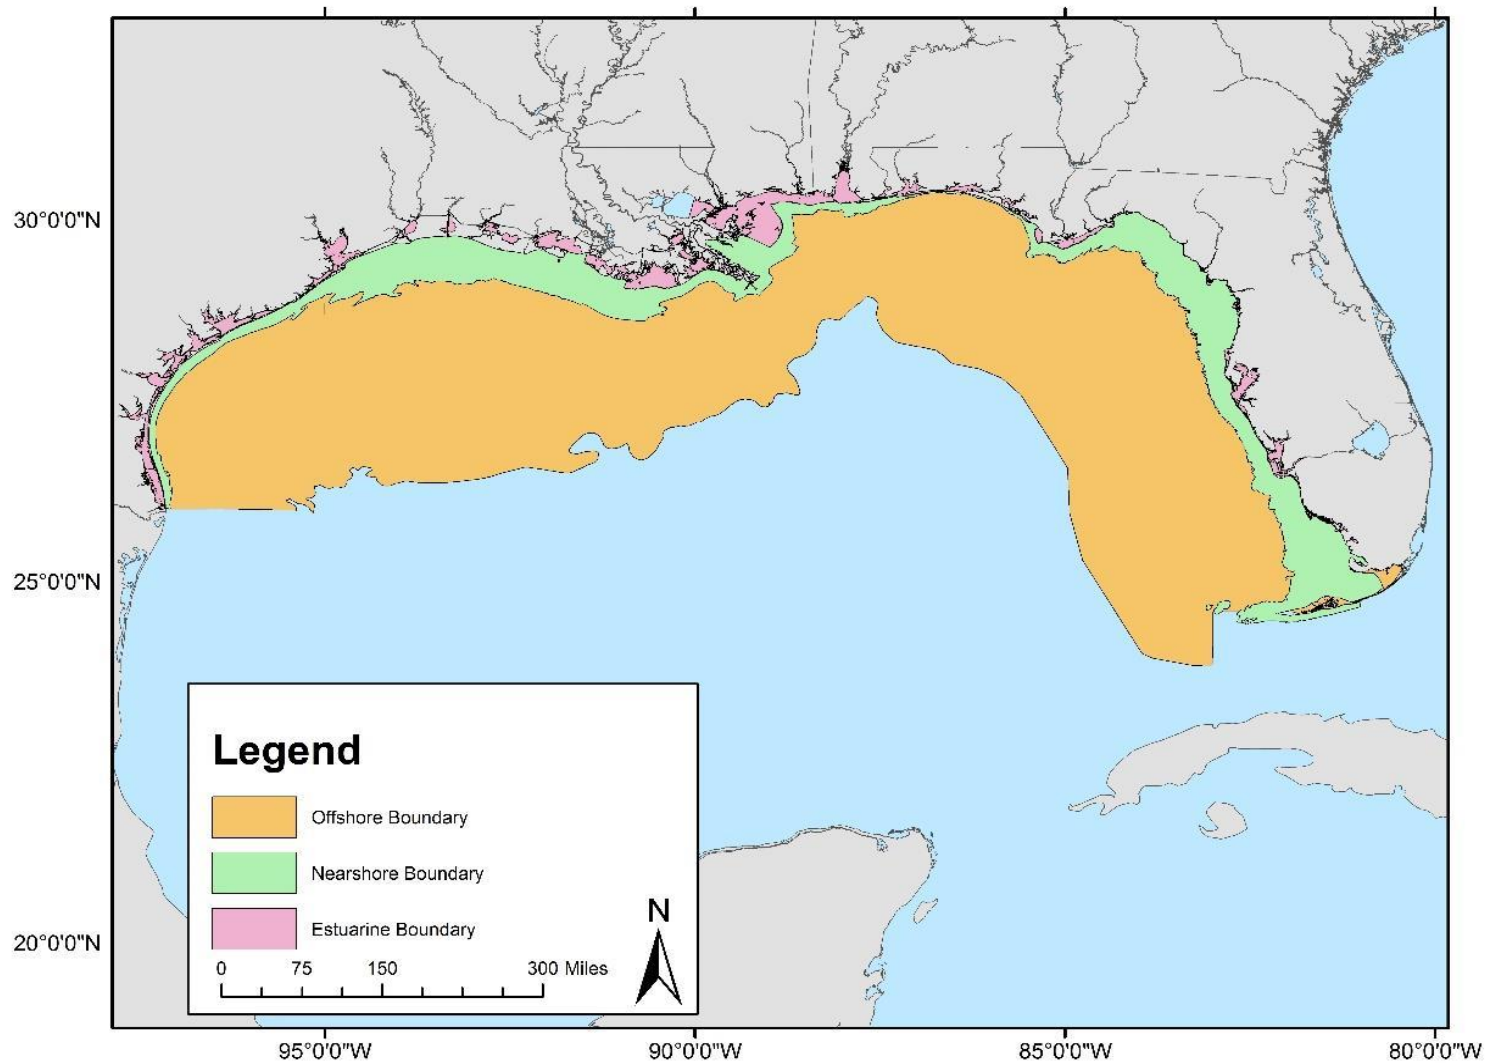 30°0'0"N
25°0'0"N
20°0'0"N
Legend
Offshore Boundary
Nearshore Boundary
Estuarine Boundary
0 75 150 300 Miles
N
95°0'0"W 90°0'0"W 85°0'0"W 80°0'0"W